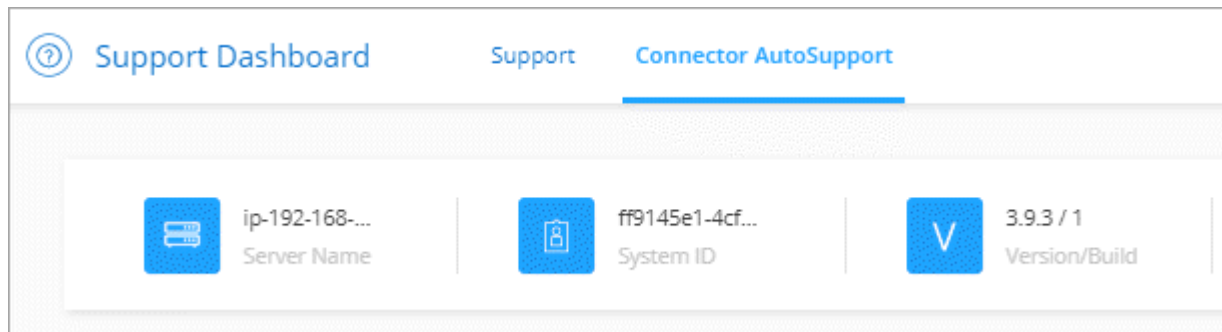 Support Dashboard Support Connector AutoSupport
ip-192-168-...
Server Name
ff9145e1-4cf...
System ID
V
3.9.3 / 1
Version/Build